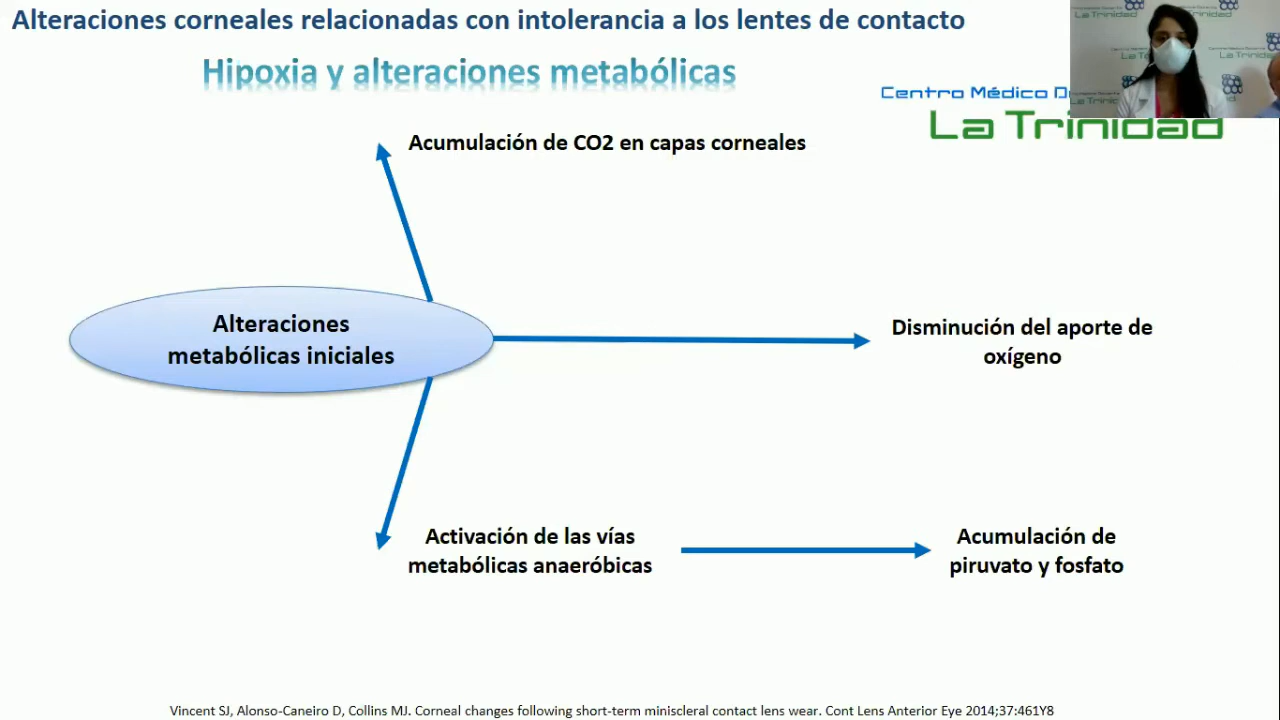 Alteraciones corneales relacionadas con intolerancia a los lentes de contacto
Hipoxia y alteraciones metabólicas
Centro Médico
La Trinidad
La Trinidad
Acumulación de CO2 en capas corneales
Alteraciones
metabólicas iniciales
Disminución del aporte de
oxígeno
Activación de las vías
metabólicas anaeróbicas
Acumulación de
piruvato y fosfato
Vincent SJ, Alonso-Caneiro D, Collins MJ. Corneal changes following short-term miniscleral contact lens wear. Cont Lens Anterior Eye 2014;37:461Y8